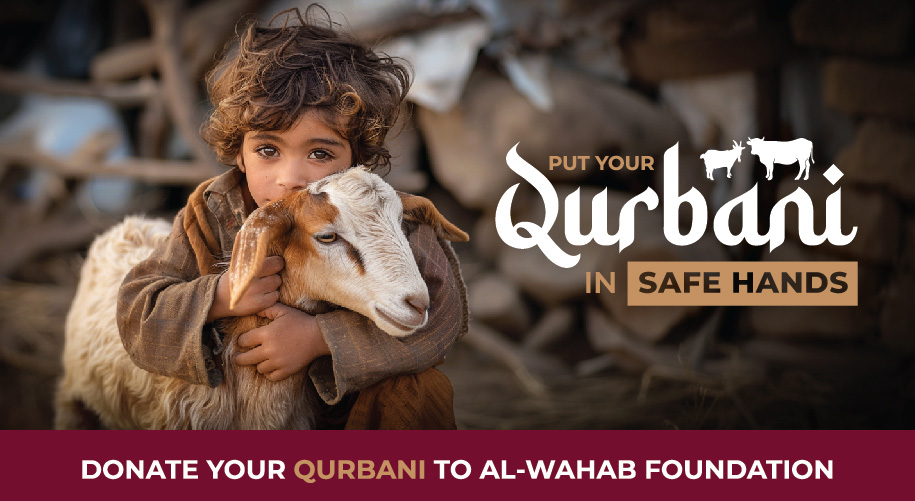 PUT YOUR
Qurbani
IN SAFE HANDS
DONATE YOUR QURBANI TO AL-WAHAB FOUNDATION